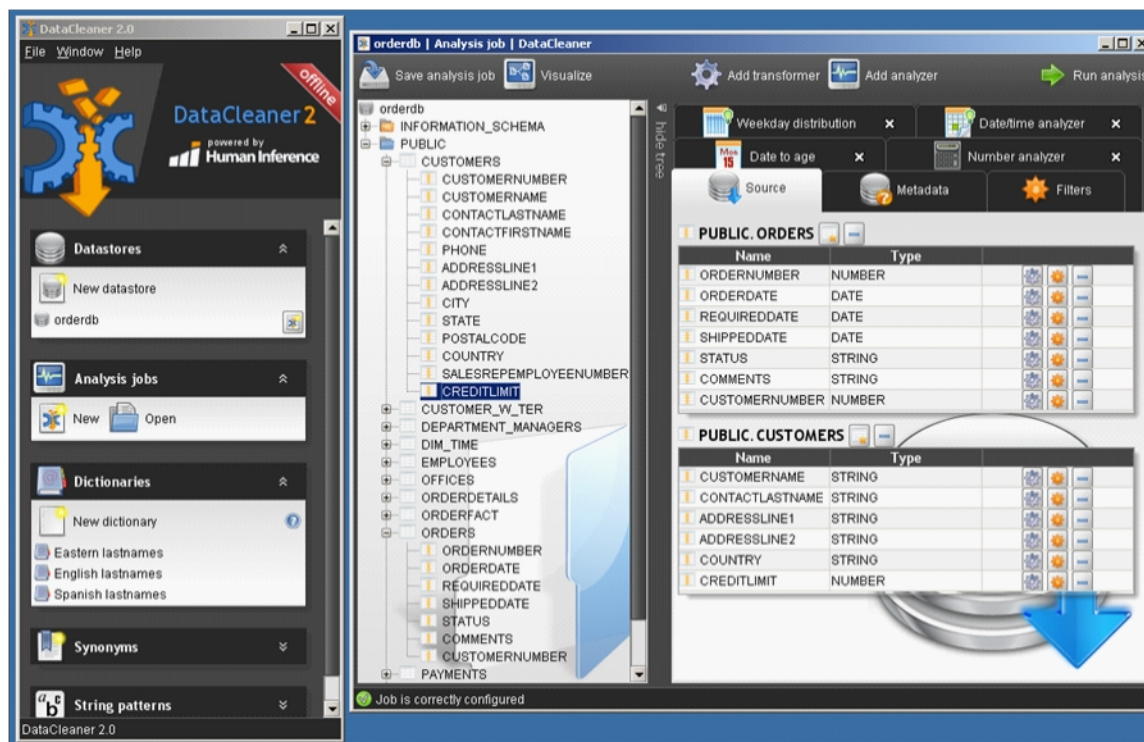 DataCleaner 2.0
File Window Help
offline
DataCleaner 2
powered by
Human Inference
Datastores
New datastore
orderdb
Analysis jobs
New Open
Dictionaries
New dictionary
Eastern lastnames
English lastnames
Spanish lastnames
Synonyms
String patterns
DataCleaner 2.0
orderdb | Analysis job | DataCleaner
Save analysis job Visualize Add transformer Add analyzer Run analysis
orderdb
INFORMATION_SCHEMA
PUBLIC
CUSTOMERS
CUSTOMERNUMBER
CUSTOMERNAME
CONTACTLASTNAME
CONTACTFIRSTNAME
PHONE
ADDRESSLINE1
ADDRESSLINE2
CITY
STATE
POSTALCODE
COUNTRY
SALESREPEMPLOYEENUMBER
CREDITLIMIT
CUSTOMER_W_TER
DEPARTMENT_MANAGERS
DIM_TIME
EMPLOYEES
OFFICES
ORDERDETAILS
ORDERFACT
ORDERS
ORDERNUMBER
ORDERDATE
REQUIREDDATE
SHIPPEDDATE
STATUS
COMMENTS
CUSTOMERNUMBER
PAYMENTS
hide tree
Weekday distribution Date/time analyzer
Mon 15 Date to age Number analyzer
Source Metadata Filters
PUBLIC.ORDERS
Name Type
ORDERNUMBER NUMBER
ORDERDATE DATE
REQUIREDDATE DATE
SHIPPEDDATE DATE
STATUS STRING
COMMENTS STRING
CUSTOMERNUMBER NUMBER
PUBLIC.CUSTOMERS
Name Type
CUSTOMERNAME STRING
CONTACTLASTNAME STRING
ADDRESSLINE1 STRING
ADDRESSLINE2 STRING
COUNTRY STRING
CREDITLIMIT NUMBER
Job is correctly configured